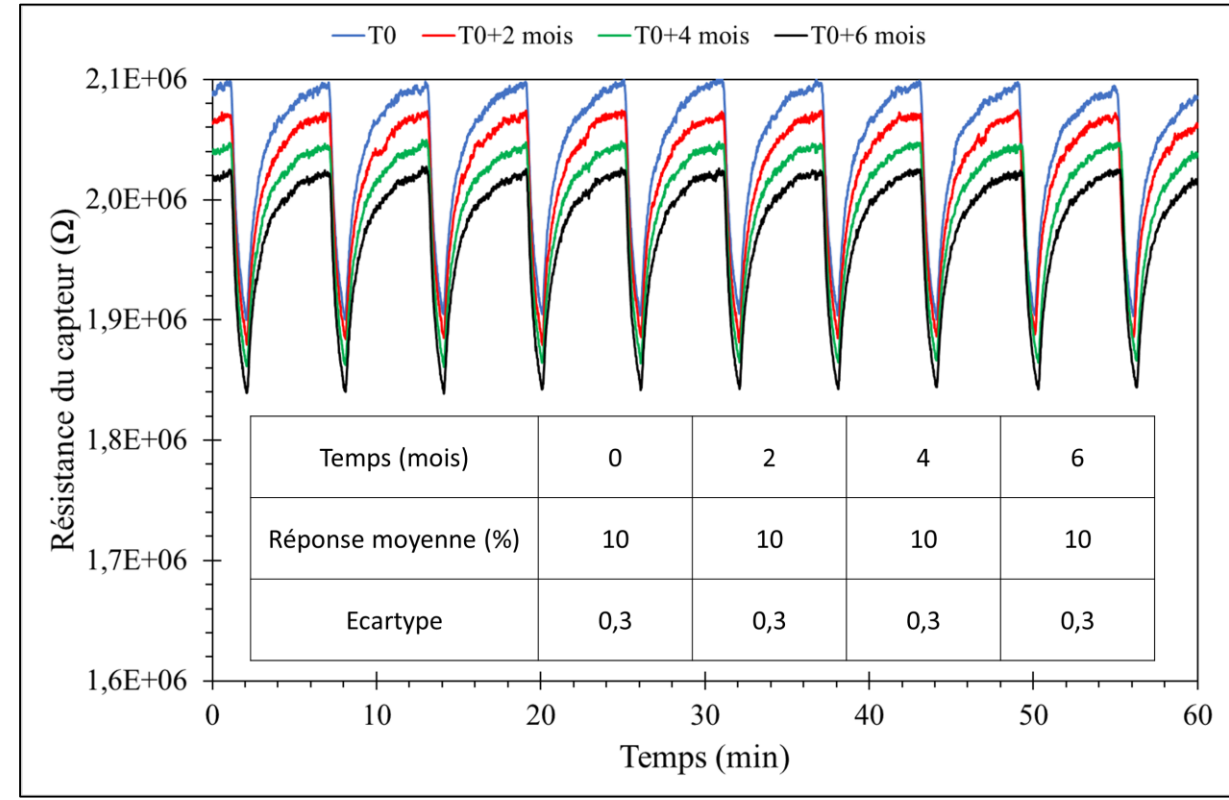 T0 T0+2 mois T0+4 mois T0+6 mois
2,1E+06
2,0E+06
1,9E+06
1,8E+06
1,7E+06
1,6E+06
Résistance du capteur (Ω)
Temps (mois) 0 2 4 6
Réponse moyenne (%) 10 10 10 10
Ecartype 0,3 0,3 0,3 0,3
0 10 20 30 40 50 60
Temps (min)